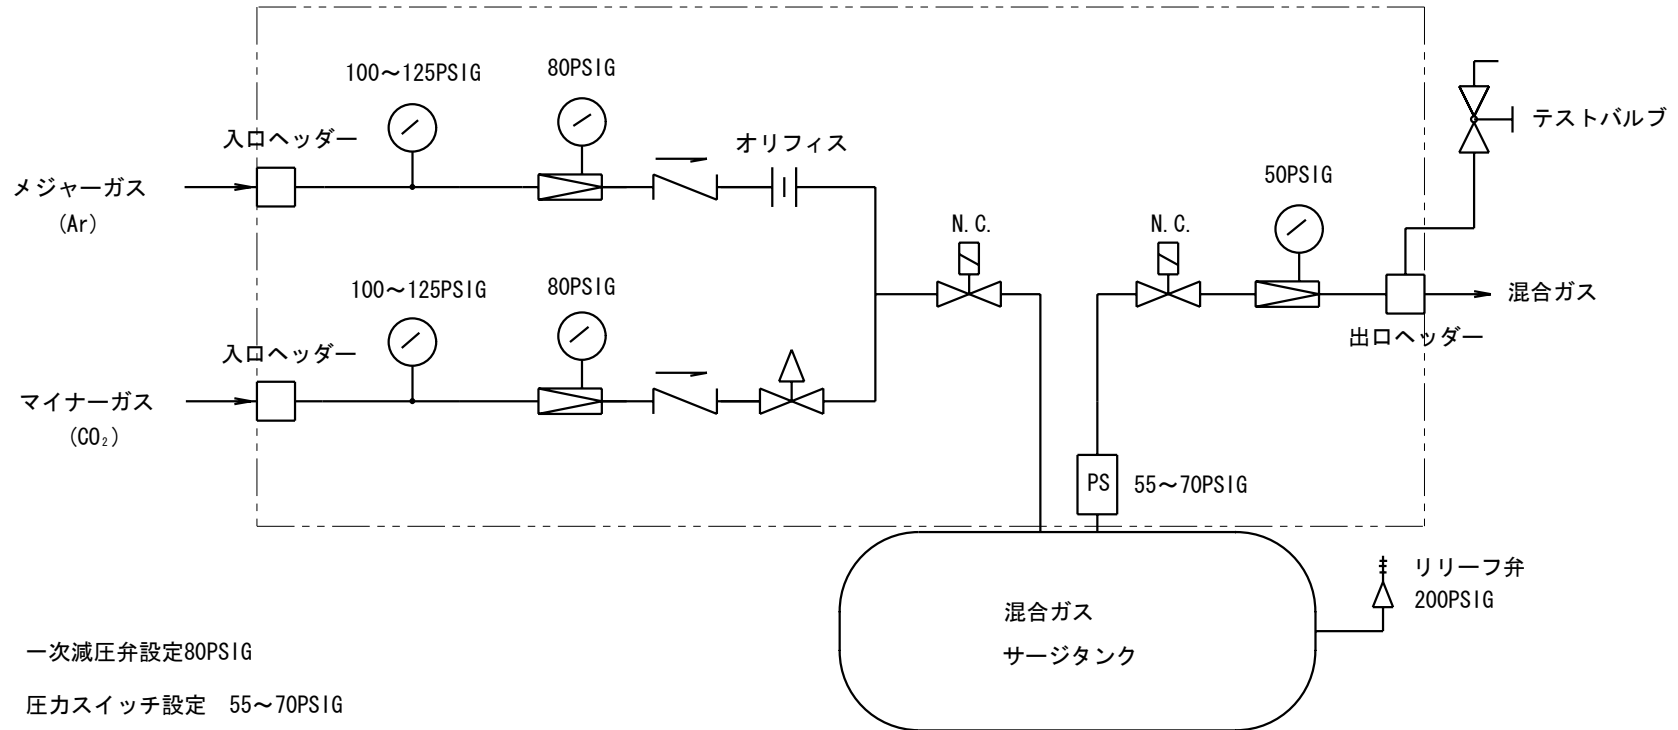 100～125PSIG
80PSIG
入口ヘッダー
オリフィス
メジャーガス
(Ar)
テストバルブ
50PSIG
N.C.
N.C.
100～125PSIG
80PSIG
混合ガス
入口ヘッダー
出口ヘッダー
マイナーガス
(CO₂)
PS
55～70PSIG
リリーフ弁
200PSIG
混合ガス
サージタンク
一次減圧弁設定80PSIG
圧力スイッチ設定　55～70PSIG